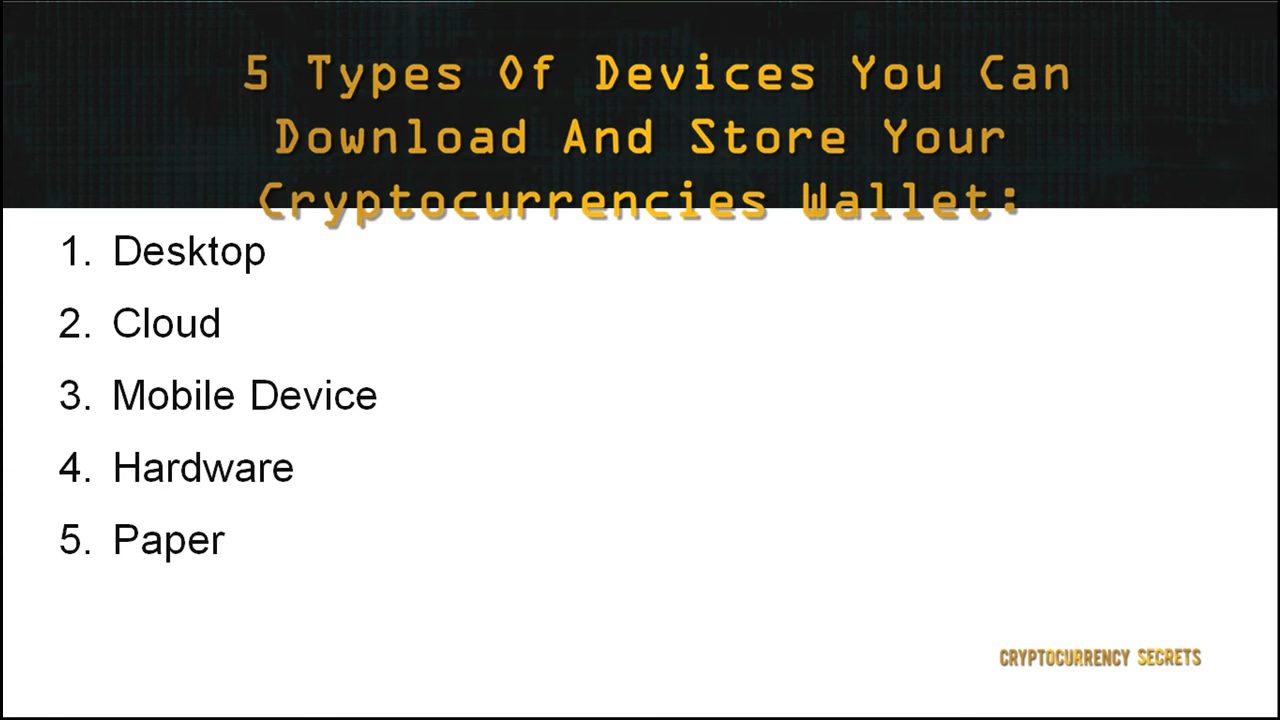 5 Types Of Devices You Can
Download And Store Your
Cryptocurrencies Wallet:
1. Desktop
2. Cloud
3. Mobile Device
4. Hardware
5. Paper
CRYPTOCURRENCY SECRETS